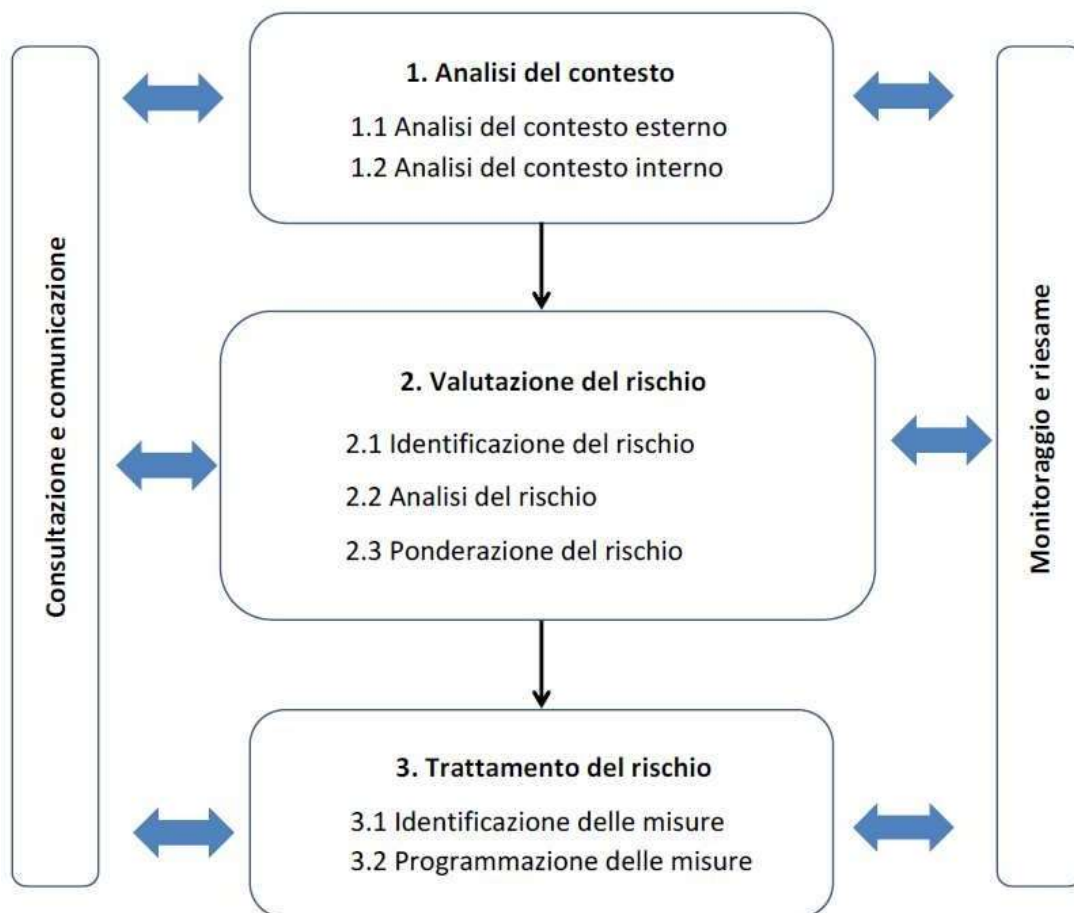 Consultazione e comunicazione
1. Analisi del contesto
1.1 Analisi del contesto esterno
1.2 Analisi del contesto interno
2. Valutazione del rischio
2.1 Identificazione del rischio
2.2 Analisi del rischio
2.3 Ponderazione del rischio
3. Trattamento del rischio
3.1 Identificazione delle misure
3.2 Programmazione delle misure
Monitoraggio e riesame